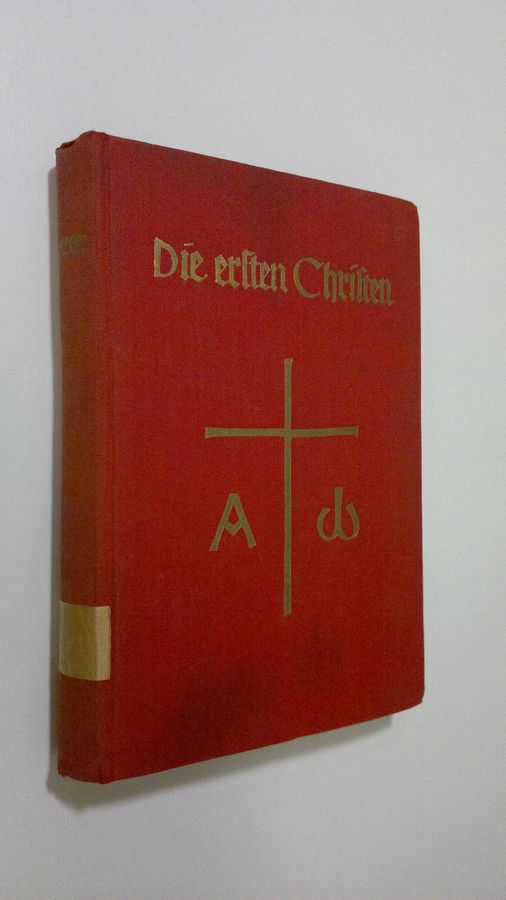 Die ersten Christen
A ω